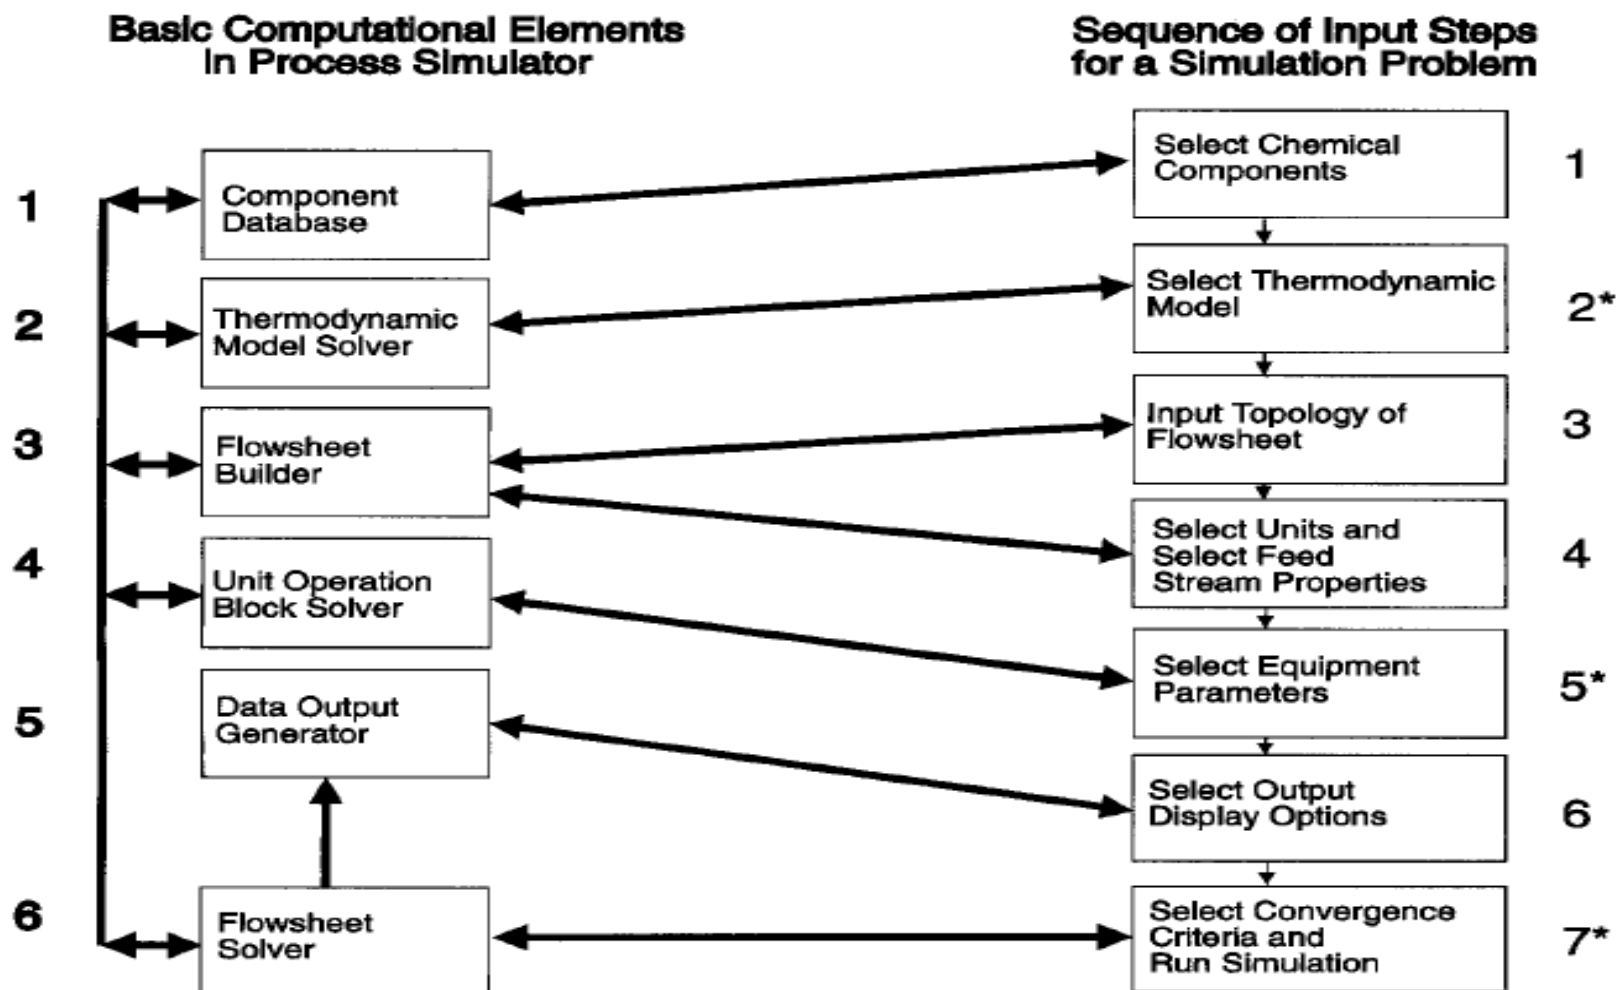 Basic Computational Elements
in Process Simulator
1
Component
Database
2
Thermodynamic
Model Solver
3
Flowsheet
Builder
4
Unit Operation
Block Solver
5
Data Output
Generator
6
Flowsheet
Solver
Sequence of Input Steps
for a Simulation Problem
Select Chemical
Components
1
Select Thermodynamic
Model
2*
Input Topology of
Flowsheet
3
Select Units and
Select Feed
Stream Properties
4
Select Equipment
Parameters
5*
Select Output
Display Options
6
Select Convergence
Criteria and
Run Simulation
7*